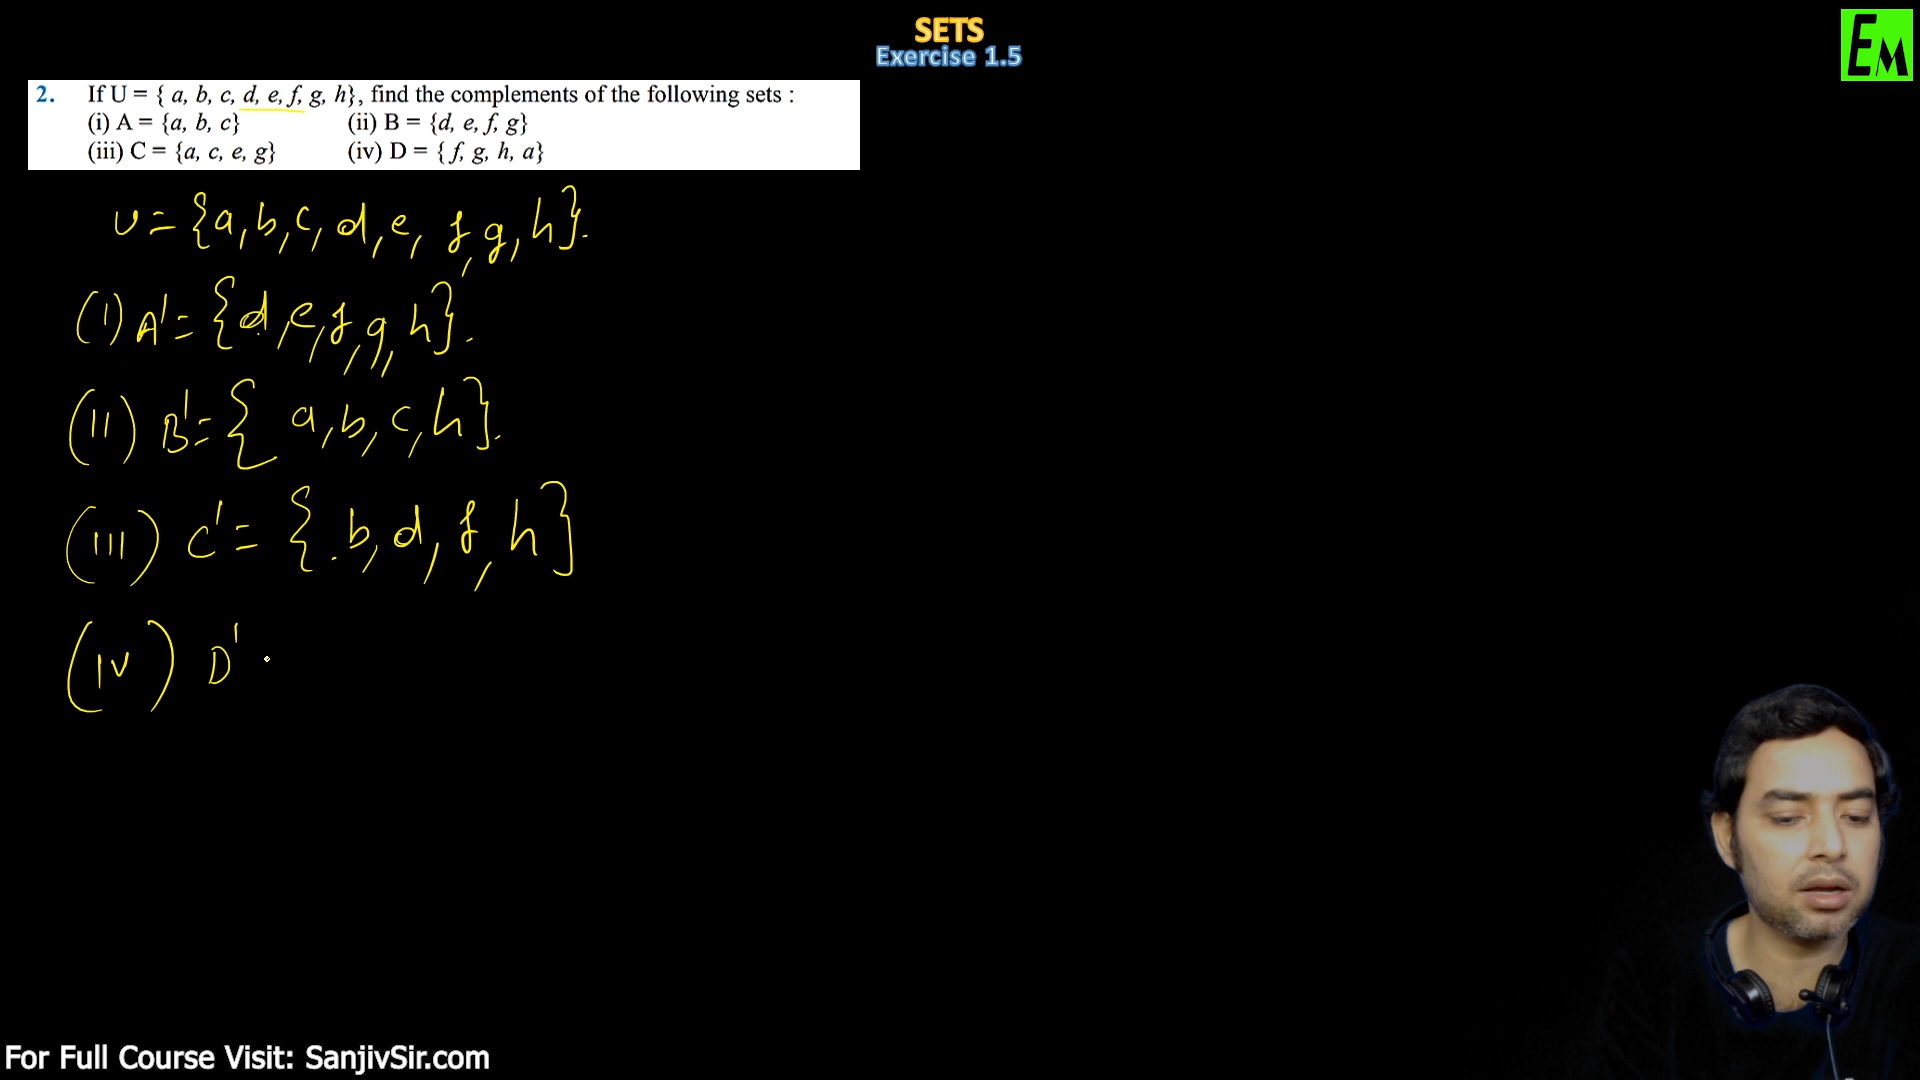 SETS
Exercise 1.5
EM
2. If U = { a, b, c, d, e, f, g, h}, find the complements of the following sets :
(i) A = {a, b, c} (ii) B = {d, e, f, g}
(iii) C = {a, c, e, g} (iv) D = { f, g, h, a}
U = {a, b, c, d, e, f, g, h}.
(i) A' = {d, e, f, g, h}.
(ii) B' = { a, b, c, h}.
(iii) C' = { b, d, f, h}
(iv) D'
For Full Course Visit: SanjivSir.com